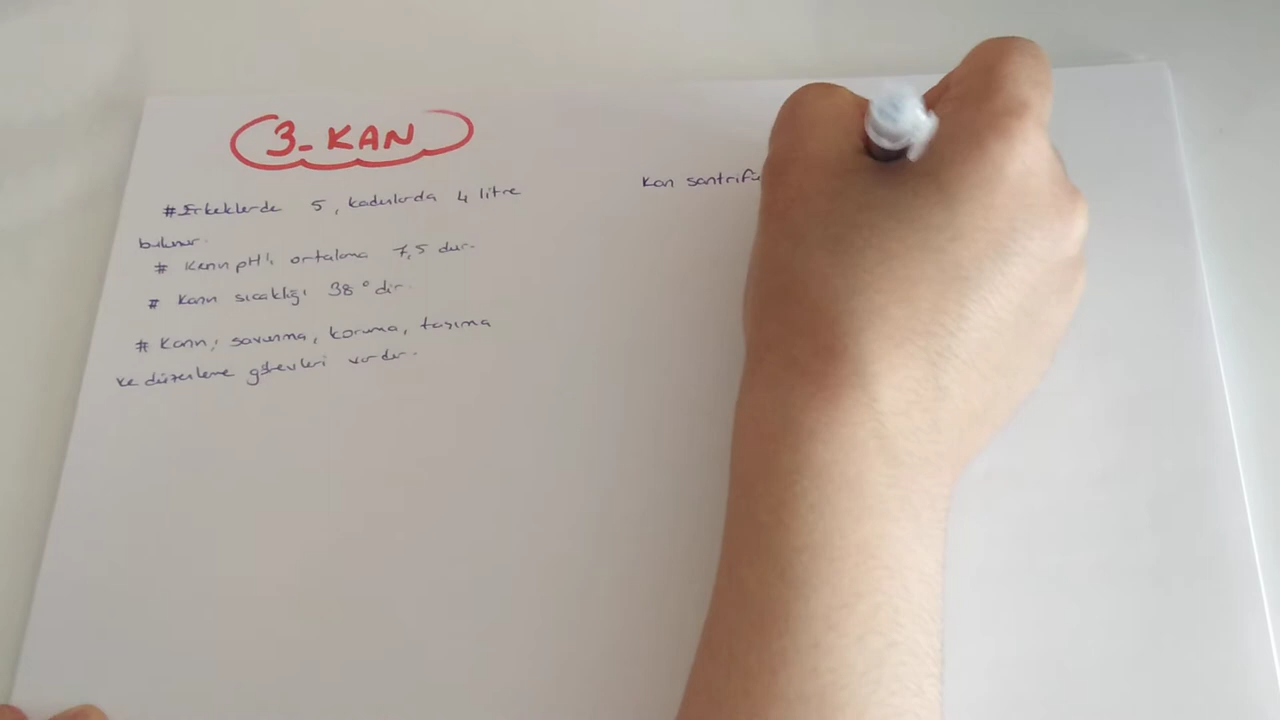 3- KAN
# Erkeklerde 5, kadınlarda 4 litre
bulunur.
# Kanın pH'ı ortalama 7,5 dur.
# Kanın sıcaklığı 38° dir.
# Kanın; savunma, koruma, taşıma
ve düzenleme görevleri vardır.
Kan santrifü